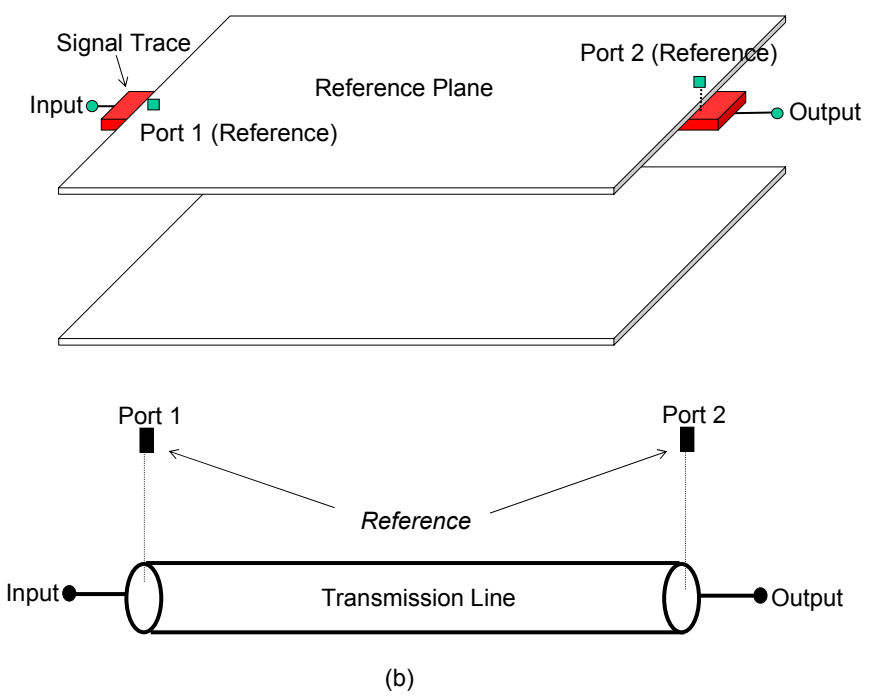 Signal Trace
Port 2 (Reference)
Reference Plane
Input
Output
Port 1 (Reference)
Port 1
Port 2
Reference
Input
Transmission Line
Output
(b)